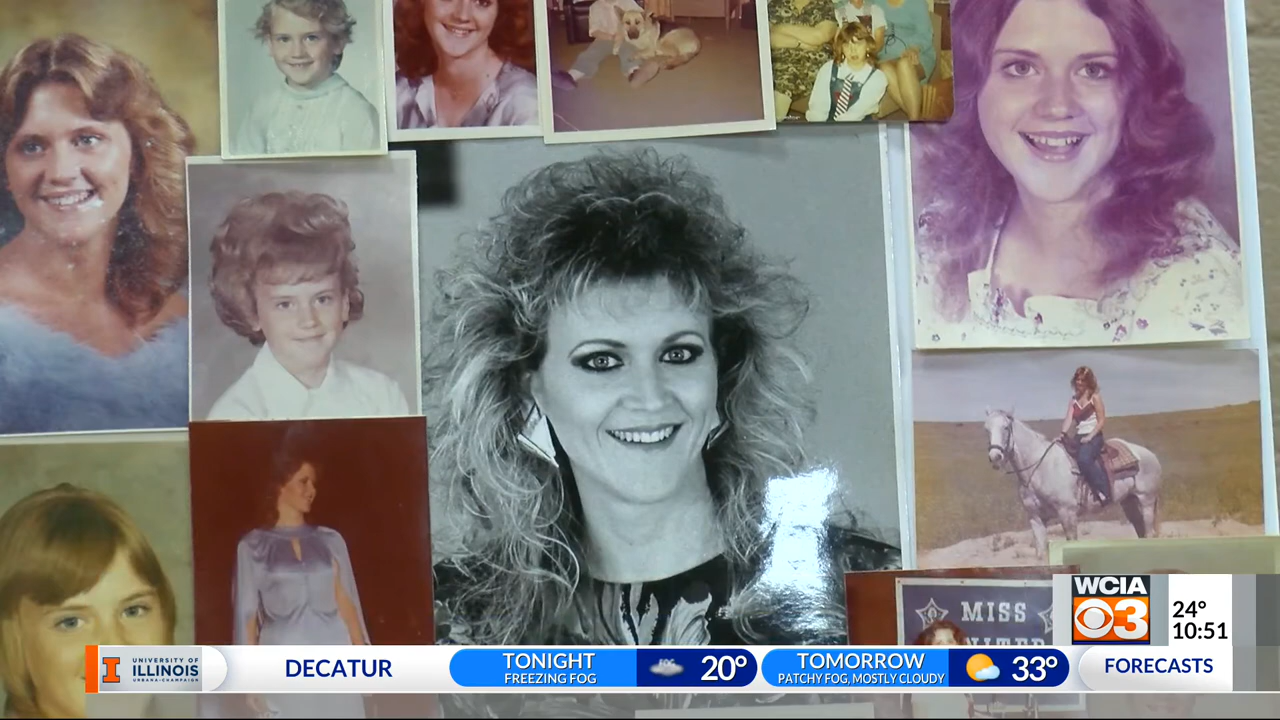 MISS
WCIA
3
24°
10:51
UNIVERSITY OF
ILLINOIS
URBANA-CHAMPAIGN
DECATUR
TONIGHT
FREEZING FOG
FOG
20°
TOMORROW
PATCHY FOG, MOSTLY CLOUDY
33°
FORECASTS